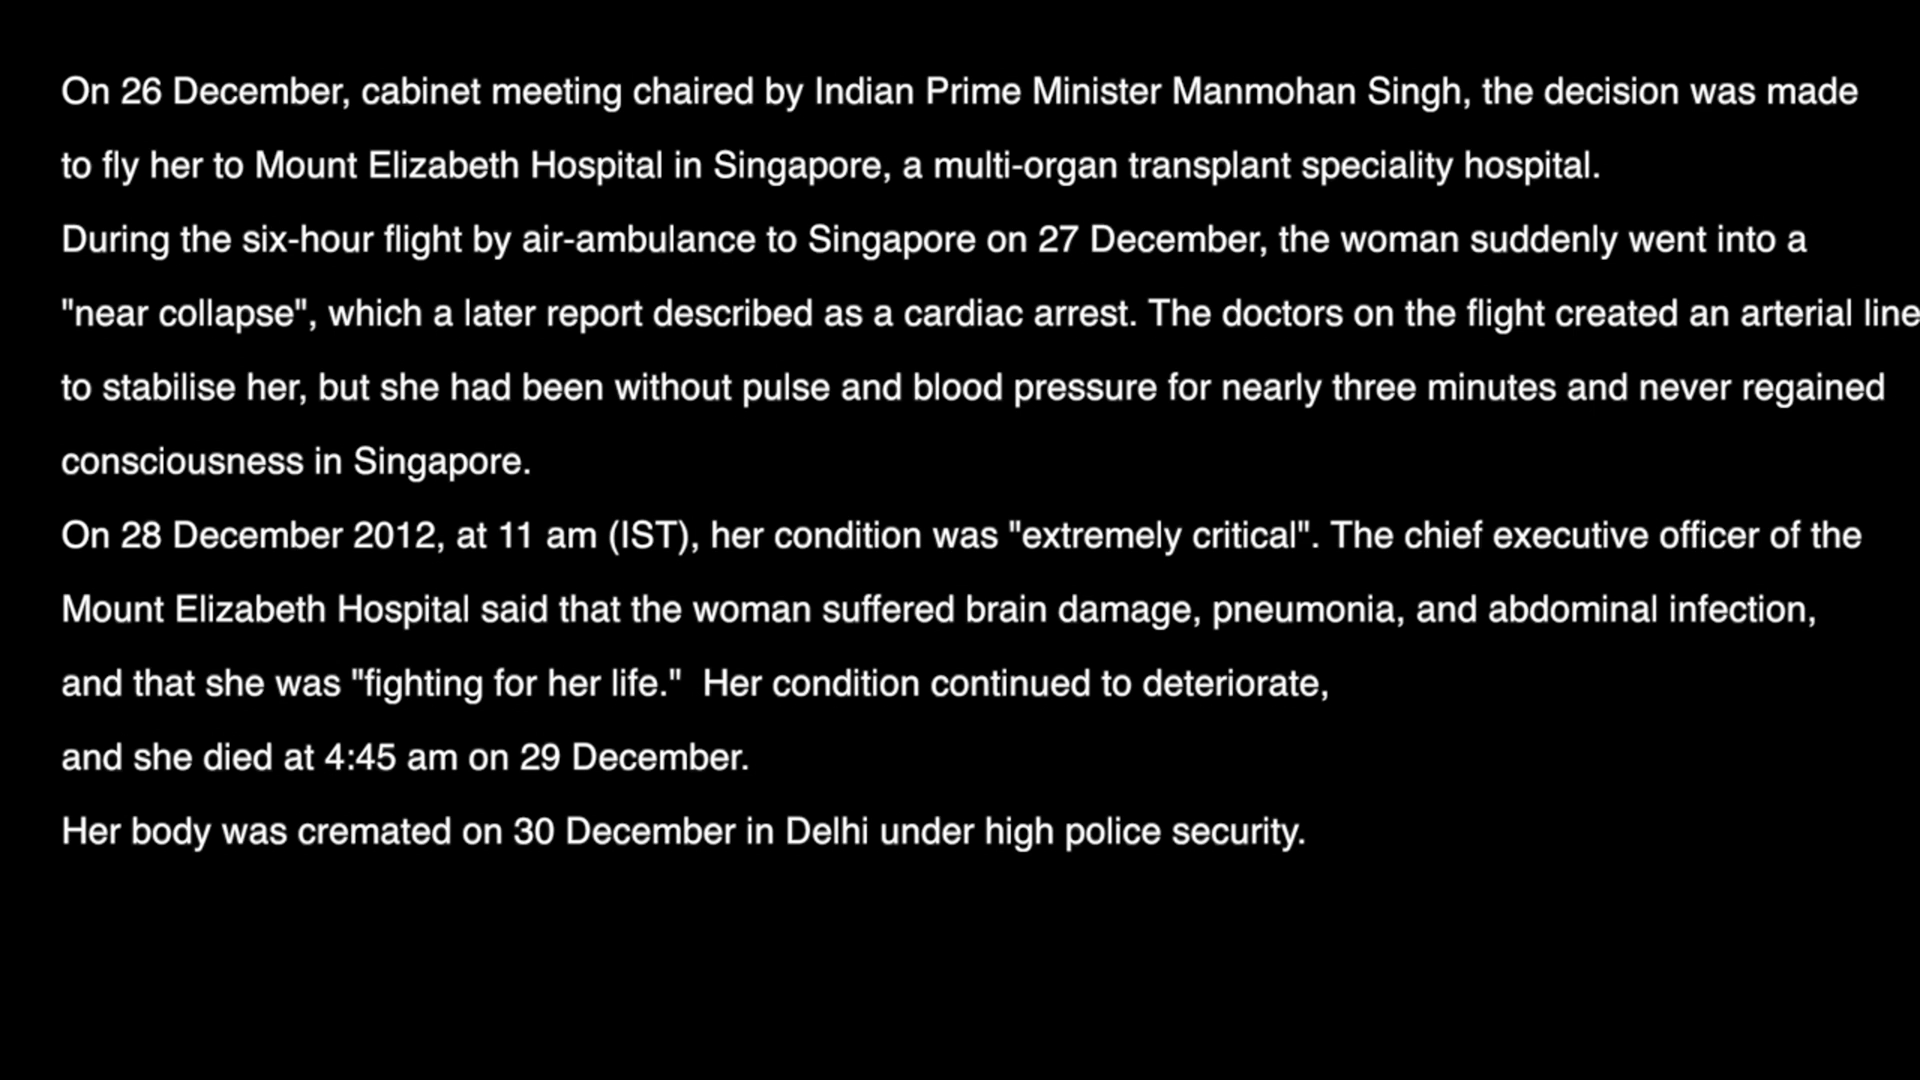 On 26 December, cabinet meeting chaired by Indian Prime Minister Manmohan Singh, the decision was made
to fly her to Mount Elizabeth Hospital in Singapore, a multi-organ transplant speciality hospital.
During the six-hour flight by air-ambulance to Singapore on 27 December, the woman suddenly went into a
"near collapse", which a later report described as a cardiac arrest. The doctors on the flight created an arterial line
to stabilise her, but she had been without pulse and blood pressure for nearly three minutes and never regained
consciousness in Singapore.
On 28 December 2012, at 11 am (IST), her condition was "extremely critical". The chief executive officer of the
Mount Elizabeth Hospital said that the woman suffered brain damage, pneumonia, and abdominal infection,
and that she was "fighting for her life."  Her condition continued to deteriorate,
and she died at 4:45 am on 29 December.
Her body was cremated on 30 December in Delhi under high police security.